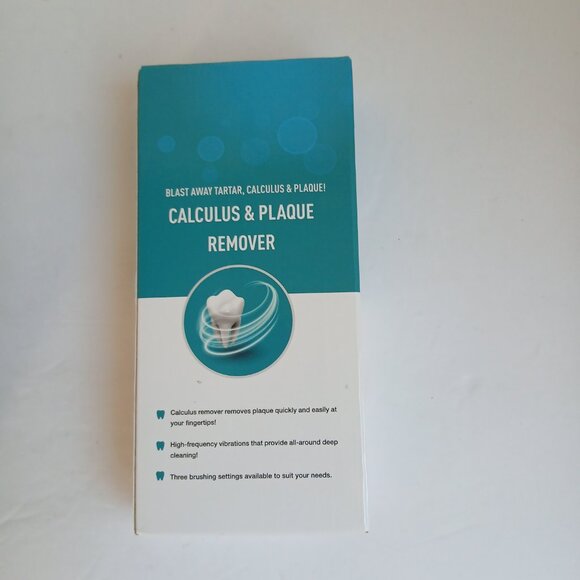 BLAST AWAY TARTAR, CALCULUS & PLAQUE!
CALCULUS & PLAQUE
REMOVER
Calculus remover removes plaque quickly and easily at
your fingertips!
High-frequency vibrations that provide all-around deep
cleaning!
Three brushing settings available to suit your needs.